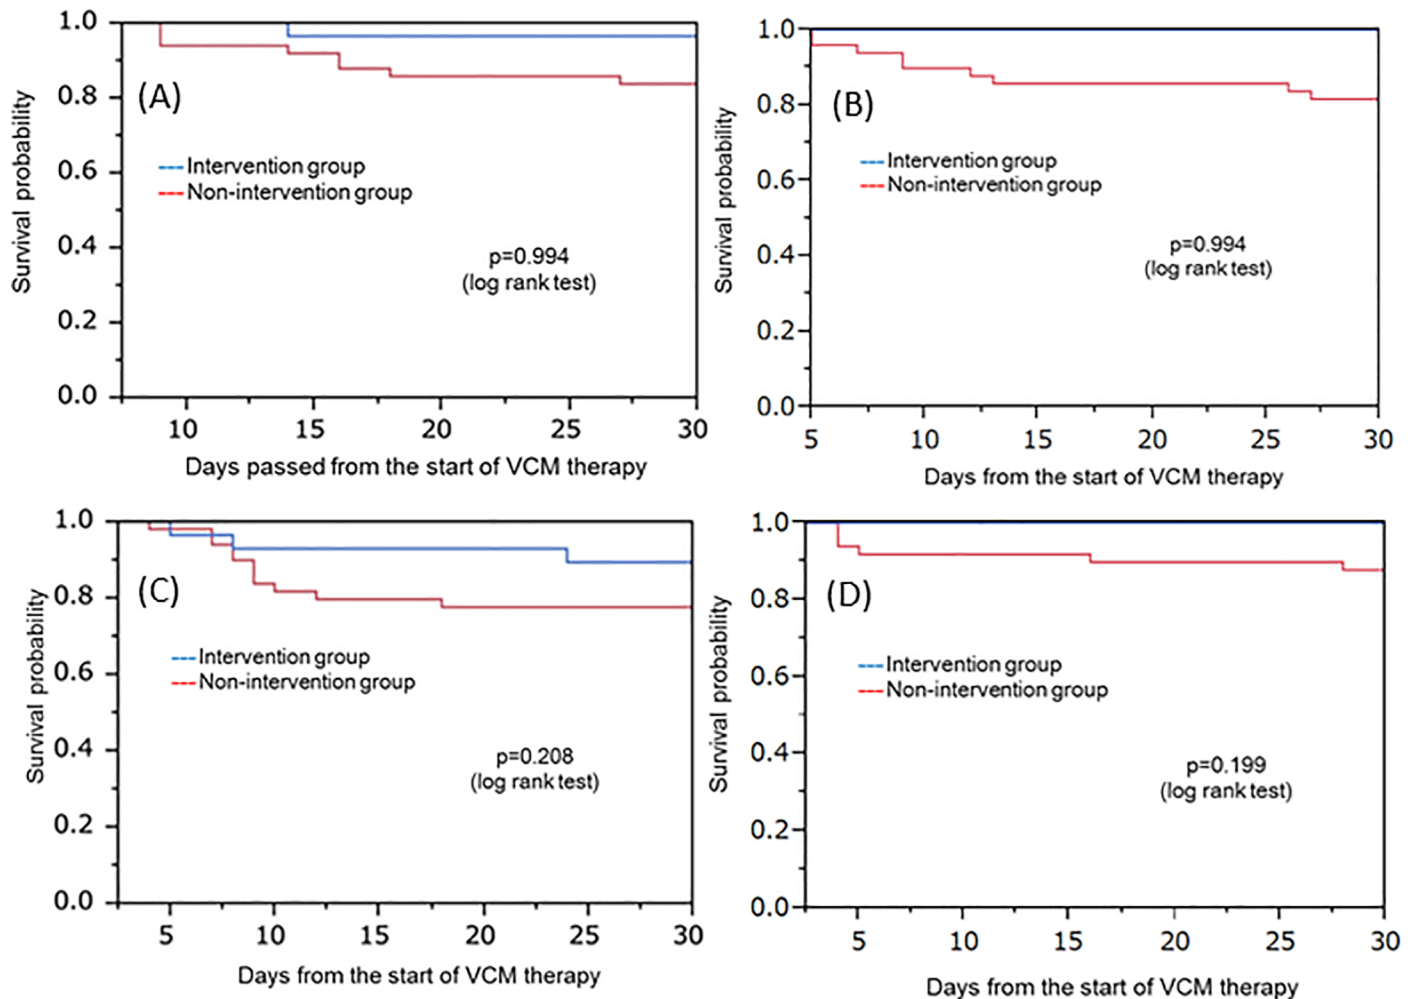 1.0
0.8
0.6
0.4
0.2
0.0
Survival probability
(A)
Intervention group
Non-intervention group
p=0.994
(log rank test)
10 15 20 25 30
Days passed from the start of VCM therapy
1.0
0.8
0.6
0.4
0.2
0.0
Survival probability
(B)
Intervention group
Non-intervention group
p=0.994
(log rank test)
5 10 15 20 25 30
Days from the start of VCM therapy
1.0
0.8
0.6
0.4
0.2
0.0
Survival probability
(C)
Intervention group
Non-intervention group
p=0.208
(log rank test)
5 10 15 20 25 30
Days from the start of VCM therapy
1.0
0.8
0.6
0.4
0.2
0.0
Survival probability
(D)
Intervention group
Non-intervention group
p=0.199
(log rank test)
5 10 15 20 25 30
Days from the start of VCM therapy